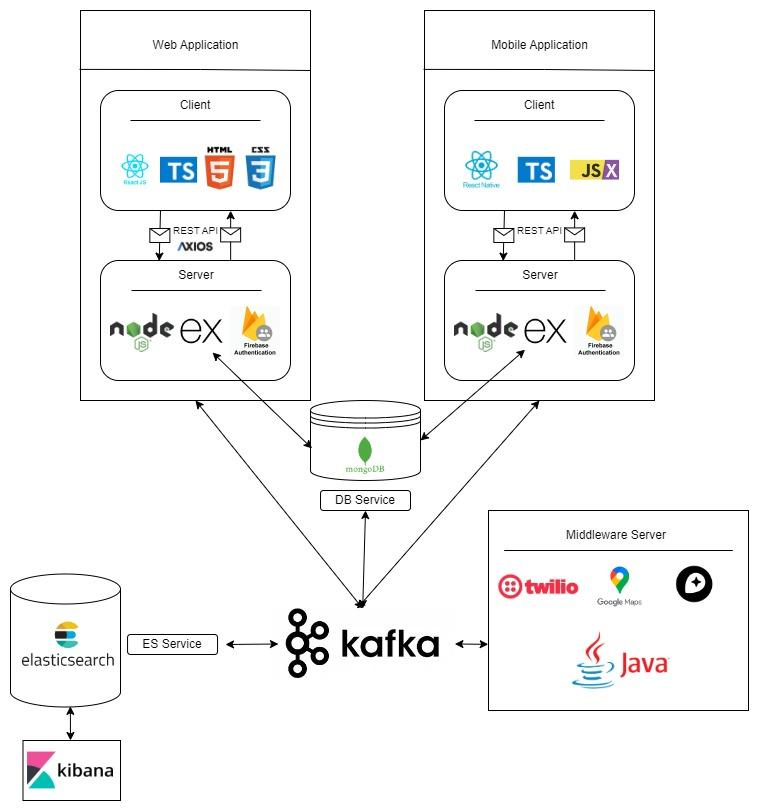 Web Application
Client
React JS
TS
HTML
5
CSS
3
REST API
AXIOS
Server
node
JS
ex
Firebase
Authentication
Mobile Application
Client
React Native
TS
JSX
REST API
Server
node
JS
ex
Firebase
Authentication
mongoDB
DB Service
Middleware Server
twilio
Google Maps
Java
elasticsearch
ES Service
kafka
kibana